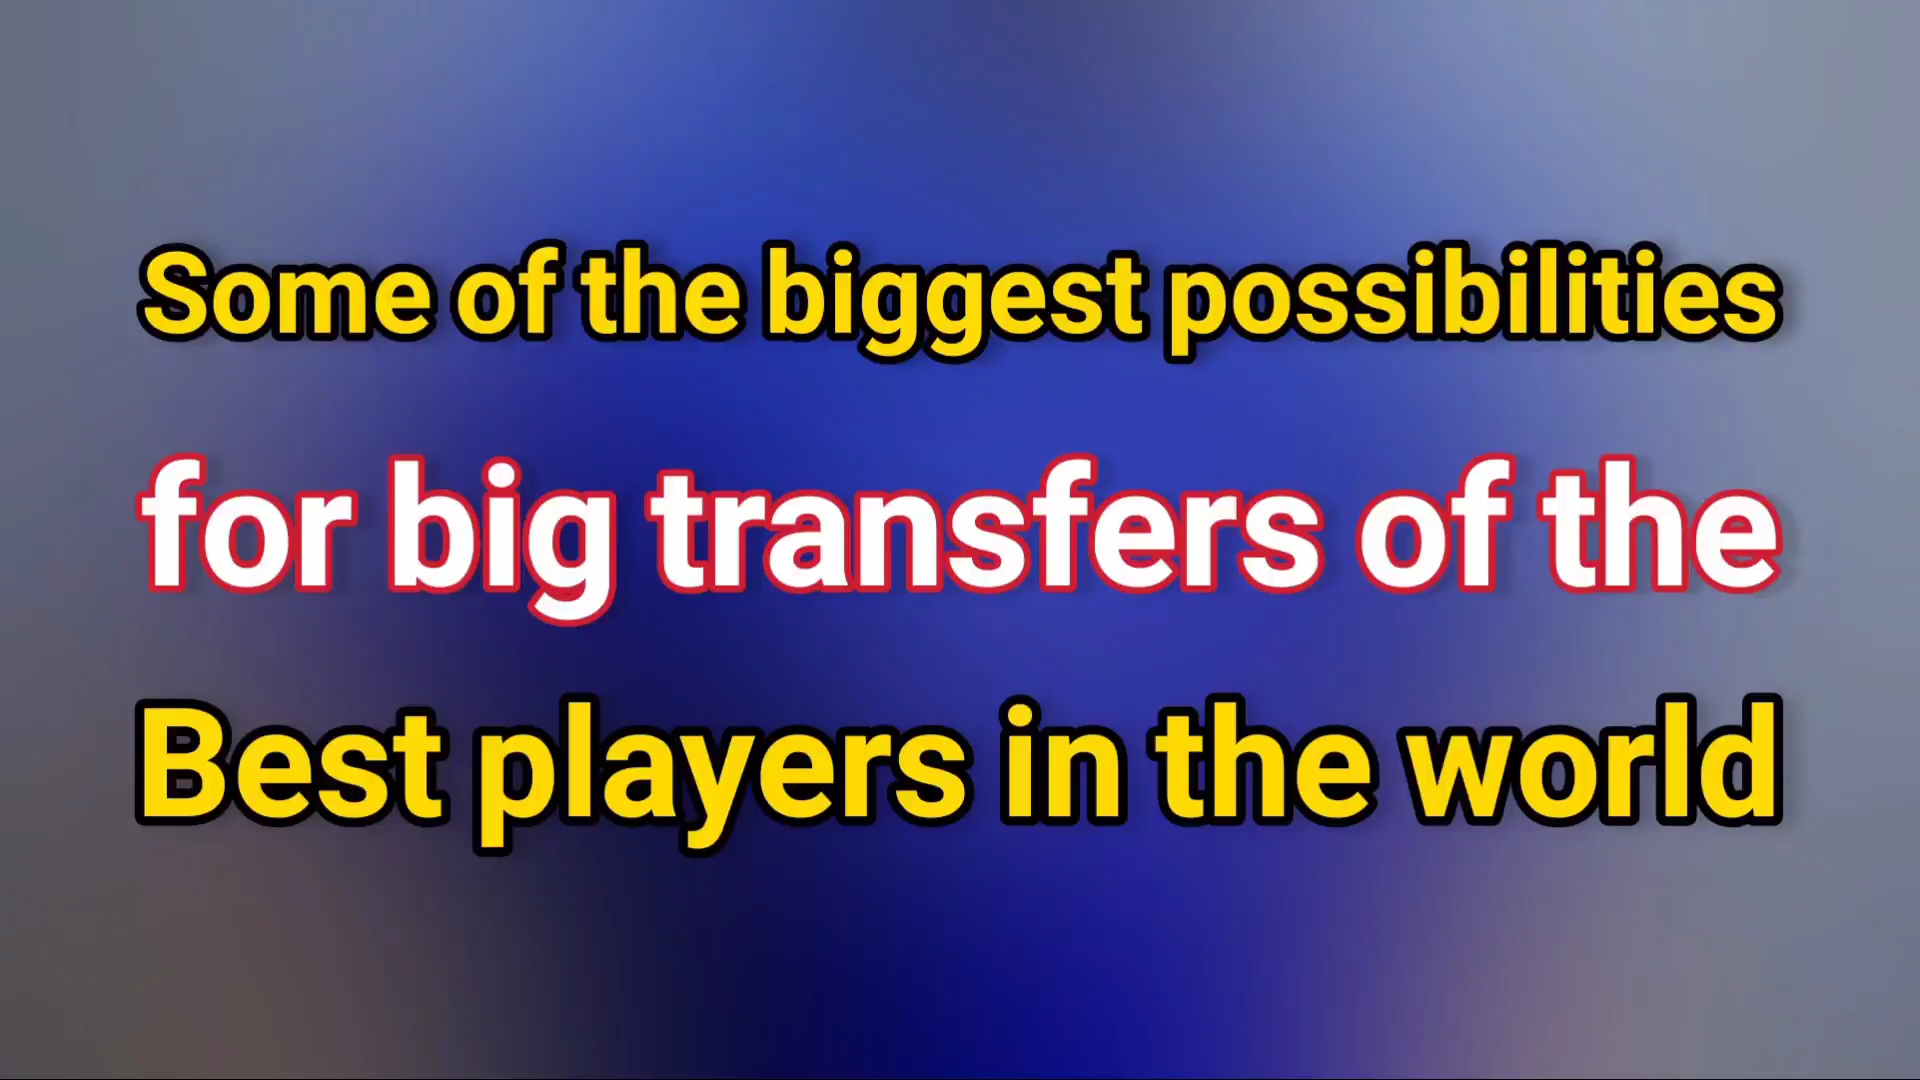 Some of the biggest possibilities
for big transfers of the
Best players in the world